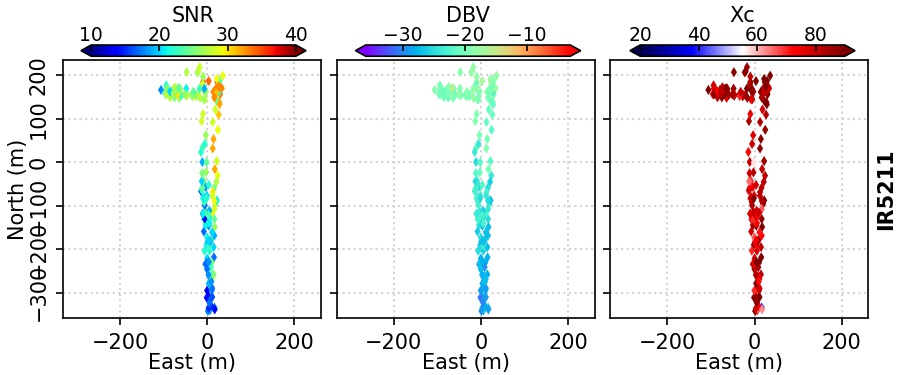 SNR DBV Xc
10 20 30 40 −30 −20 −10 20 40 60 80
North (m)
200
100
0
−100
−200
−300
−200 0 200 −200 0 200 −200 0 200
East (m) East (m) East (m)
IR5211